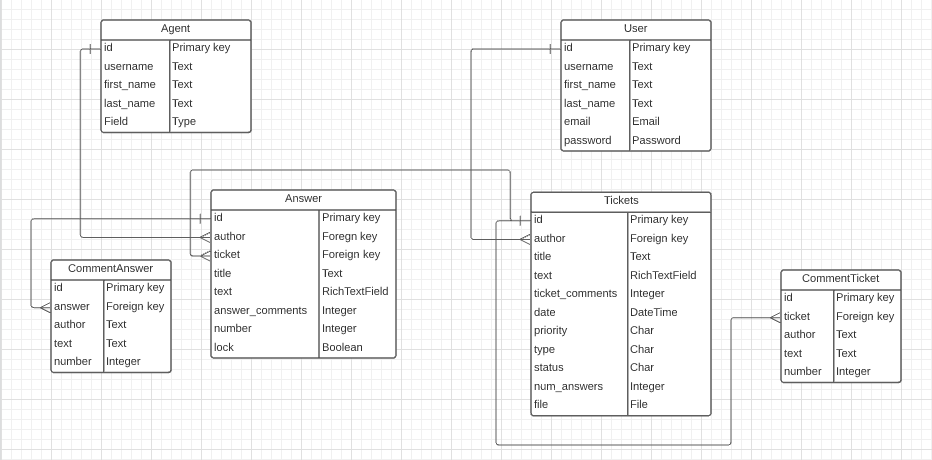 Agent
id Primary key
username Text
first_name Text
last_name Text
Field Type
User
id Primary key
username Text
first_name Text
last_name Text
email Email
password Password
Answer
id Primary key
author Foregn key
ticket Foreign key
title Text
text RichTextField
answer_comments Integer
number Integer
lock Boolean
Tickets
id Primary key
author Foreign key
title Text
text RichTextField
ticket_comments Integer
date DateTime
priority Char
type Char
status Char
num_answers Integer
file File
CommentAnswer
id Primary key
answer Foreign key
author Text
text Text
number Integer
CommentTicket
id Primary key
ticket Foreign key
author Text
text Text
number Integer